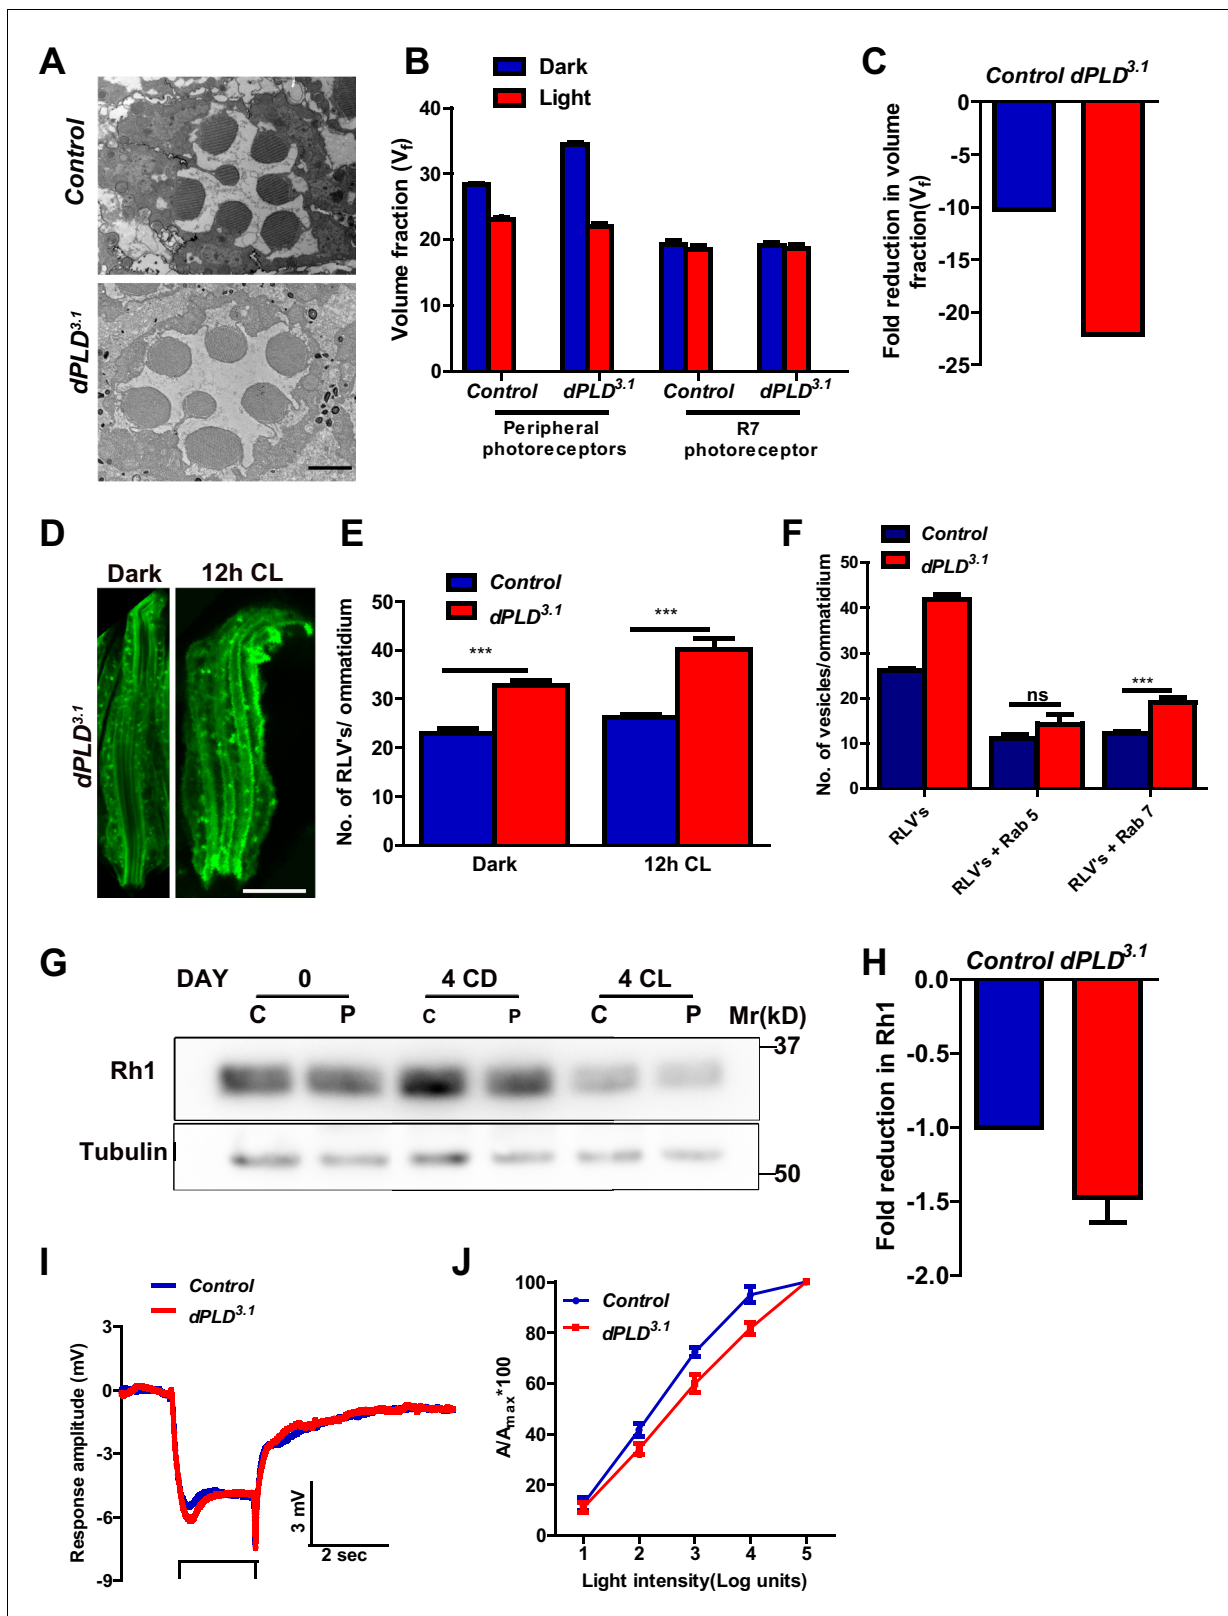 A
Control
dPLD3.1
B
Dark
Light
Volume fraction (Vf)
40
30
20
10
0
Control
dPLD3.1
Control
dPLD3.1
Peripheral
photoreceptors
R7
photoreceptor
C
Control dPLD3.1
Fold reduction in volume
fraction(Vf)
0
-5
-10
-15
-20
-25
D
Dark
12h CL
dPLD3.1
E
Control
dPLD3.1
No. of RLV's/ ommatidium
50
40
30
20
10
0
***
***
Dark
12h CL
F
Control
dPLD3.1
No. of vesicles/ommatidium
50
40
30
20
10
0
ns
***
RLV's
RLV's + Rab 5
RLV's + Rab 7
G
DAY
0
4 CD
4 CL
C
P
C
P
C
P
Mr(kD)
Rh1
37
Tubulin
50
H
Control dPLD3.1
Fold reduction in Rh1
0.0
-0.5
-1.0
-1.5
-2.0
I
Control
dPLD3.1
Response amplitude (mV)
3
0
-3
-6
-9
3 mV
2 sec
J
Control
dPLD3.1
A/Amax*100
100
80
60
40
20
0
1
2
3
4
5
Light intensity(Log units)